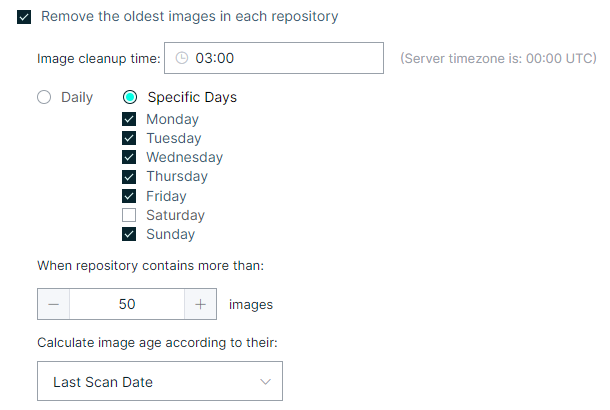 Remove the oldest images in each repository
Image cleanup time: 03:00 (Server timezone is: 00:00 UTC)
Daily Specific Days
Monday
Tuesday
Wednesday
Thursday
Friday
Saturday
Sunday
When repository contains more than:
− 50 + images
Calculate image age according to their:
Last Scan Date